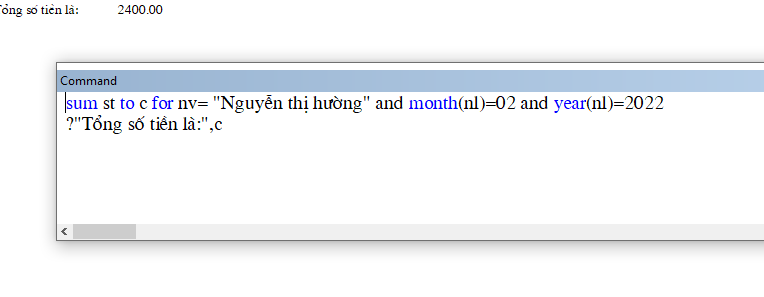 Tổng số tiền là: 2400.00
Command
sum st to c for nv= "Nguyễn thị hường" and month(nl)=02 and year(nl)=2022
?"Tổng số tiền là:",c